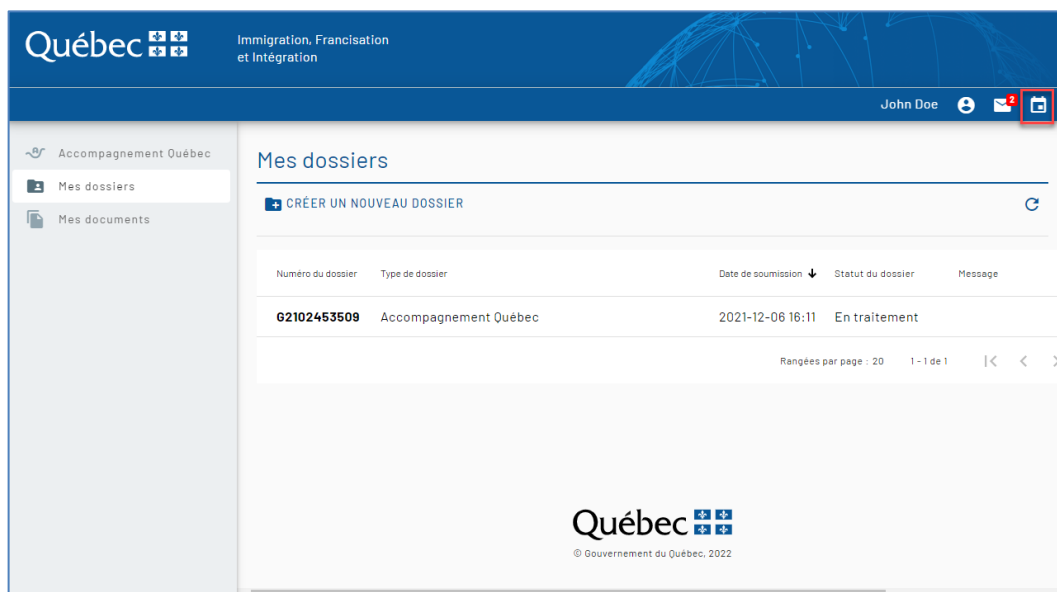 Québec
Immigration, Francisation
et Intégration
John Doe
2
Accompagnement Québec
Mes dossiers
Mes documents
Mes dossiers
CRÉER UN NOUVEAU DOSSIER
Numéro du dossier Type de dossier Date de soumission Statut du dossier Message
G2102453509 Accompagnement Québec 2021-12-06 16:11 En traitement
Rangées par page : 20 1 - 1 de 1
Québec
© Gouvernement du Québec, 2022